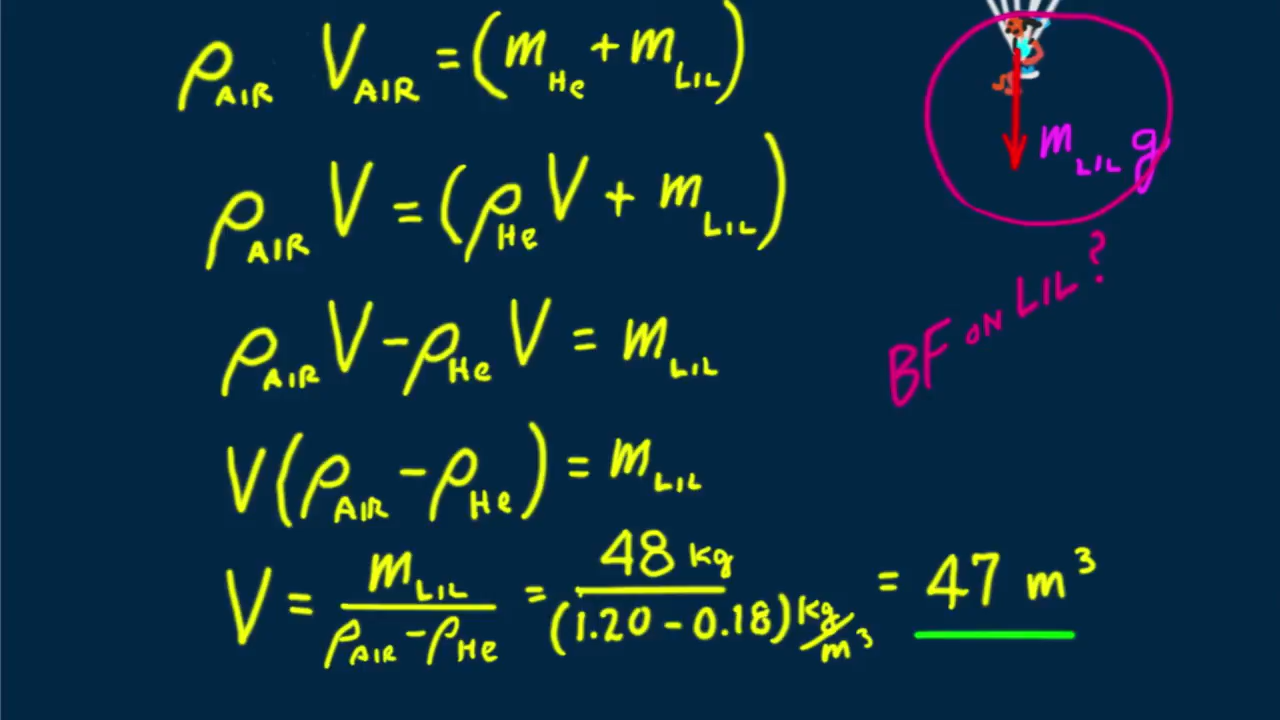 ρAIR VAIR = (mHe + mLIL)
mLIL g
ρAIR V = (ρHe V + mLIL)
BF ON LIL?
ρAIR V - ρHe V = mLIL
V(ρAIR - ρHe) = mLIL
V = mLIL / ρAIR - ρHe = 48 kg / (1.20 - 0.18) kg/m³ = 47 m³